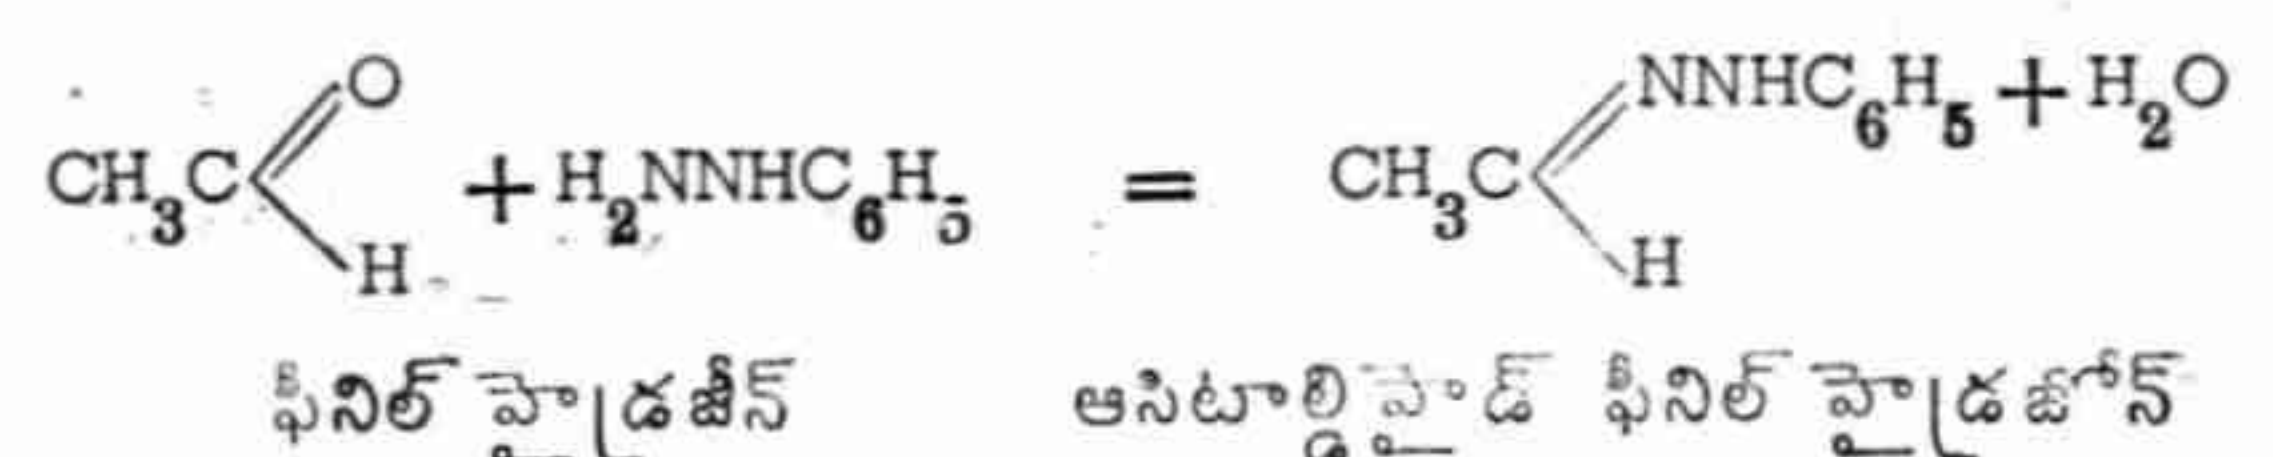 CH₃C(=O)H + H₂NNHC₆H₅ = CH₃C(=NNHC₆H₅)H + H₂O
ఫినిల్ హైడ్రజీన్ ఆసిటాల్డిహైడ్ ఫీనిల్ హైడ్రజోన్